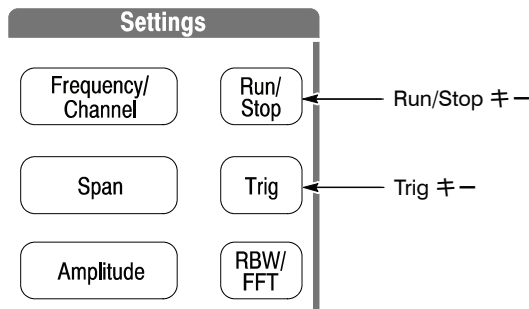 Settings
Frequency/
Channel
Run/
Stop
Run/Stop キー
Span
Trig
Trig キー
Amplitude
RBW/
FFT